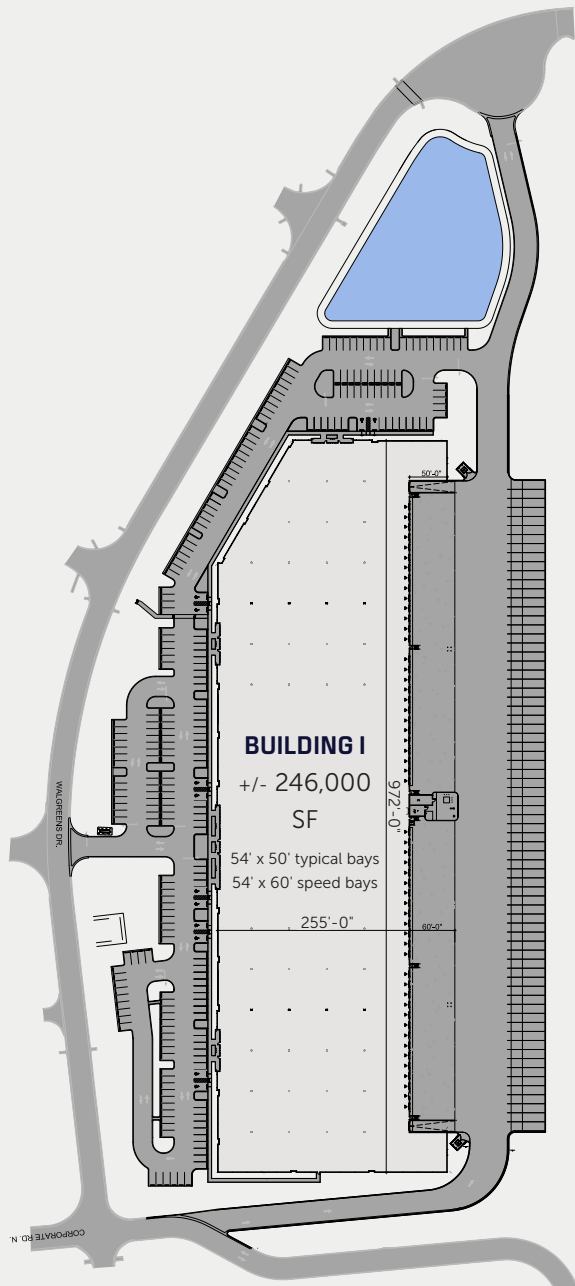 50'-0"
BUILDING I
+/- 246,000
SF
972'-0"
54' x 50' typical bays
54' x 60' speed bays
255'-0"
60'-0"
WALGREENS DR.
CORPORATE RD. N.